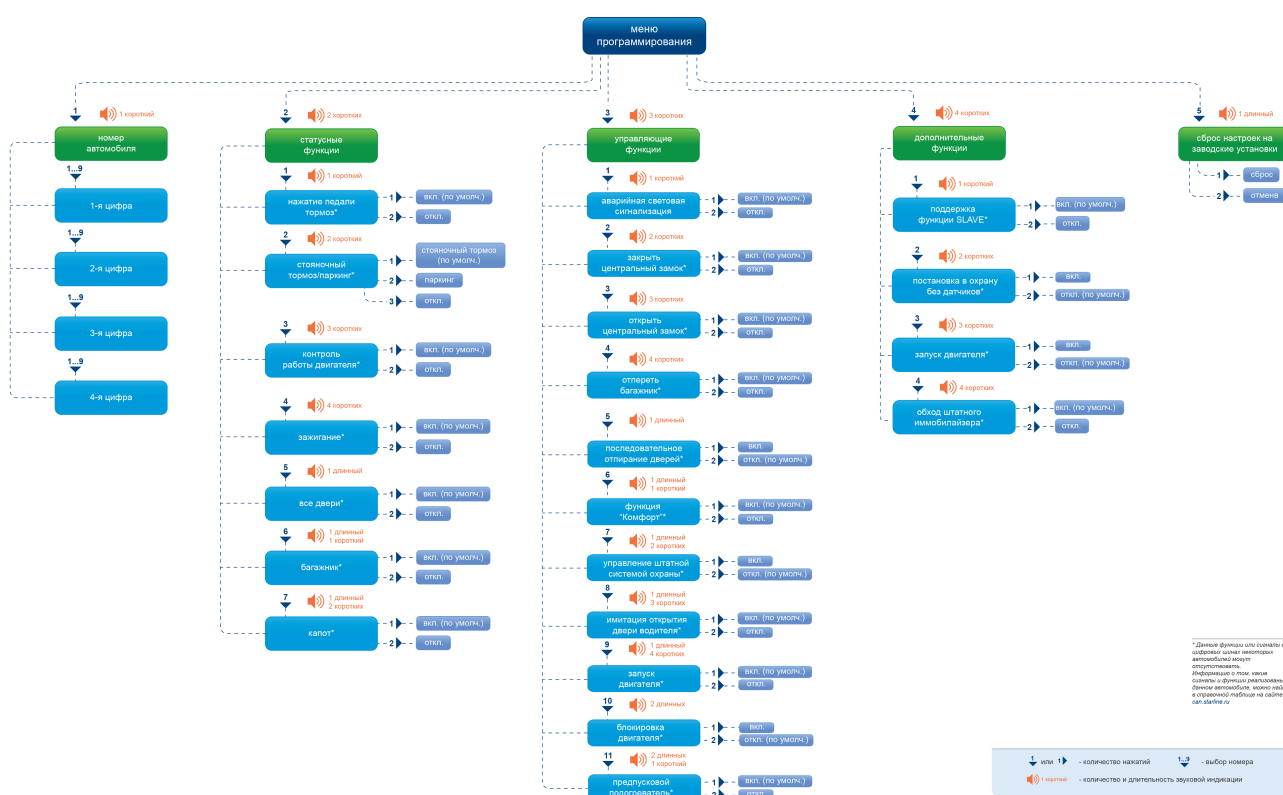 меню
программирования
1
1 короткий
номер
автомобиля
1...9
1-я цифра
1...9
2-я цифра
1...9
3-я цифра
1...9
4-я цифра
2
2 коротких
статусные
функции
1
1 короткий
нажатие педали
тормоз*
1
вкл. (по умолч.)
2
откл.
2
2 коротких
стояночный
тормоз/паркинг*
1
стояночный тормоз
(по умолч.)
2
паркинг
3
откл.
3
3 коротких
контроль
работы двигателя*
1
вкл. (по умолч.)
2
откл.
4
4 коротких
зажигание*
1
вкл. (по умолч.)
2
откл.
5
1 длинный
все двери*
1
вкл. (по умолч.)
2
откл.
6
1 длинный
1 короткий
багажник*
1
вкл. (по умолч.)
2
откл.
7
1 длинный
2 коротких
капот*
1
вкл. (по умолч.)
2
откл.
3
3 коротких
управляющие
функции
1
1 короткий
аварийная световая
сигнализация
1
вкл. (по умолч.)
2
откл.
2
2 коротких
закрыть
центральный замок*
1
вкл. (по умолч.)
2
откл.
3
3 коротких
открыть
центральный замок*
1
вкл. (по умолч.)
2
откл.
4
4 коротких
отпереть
багажник*
1
вкл. (по умолч.)
2
откл.
5
1 длинный
последовательное
отпирание дверей*
1
вкл.
2
откл. (по умолч.)
6
1 длинный
1 короткий
функция
"Комфорт"*
1
вкл. (по умолч.)
2
откл.
7
1 длинный
2 коротких
управление штатной
системой охраны*
1
вкл.
2
откл. (по умолч.)
8
1 длинный
3 коротких
имитация открытия
двери водителя*
1
вкл. (по умолч.)
2
откл.
9
1 длинный
4 коротких
запуск
двигателя*
1
вкл. (по умолч.)
2
откл.
10
2 длинных
блокировка
двигателя*
1
вкл.
2
откл. (по умолч.)
11
2 длинных
1 короткий
предпусковой
подогреватель*
1
вкл. (по умолч.)
2
откл.
4
4 коротких
дополнительные
функции
1
1 короткий
поддержка
функции SLAVE*
1
вкл. (по умолч.)
2
откл.
2
2 коротких
постановка в охрану
без датчиков*
1
вкл.
2
откл. (по умолч.)
3
3 коротких
запуск двигателя*
1
вкл.
2
откл. (по умолч.)
4
4 коротких
обход штатного
иммобилайзера*
1
вкл. (по умолч.)
2
откл.
5
1 длинный
сброс настроек на
заводские установки
1
сброс
2
отмена
* Данные функции или сигналы
цифровых шинах некоторых
автомобилей могут
отсутствовать.
Информацию о том, какие
сигналы и функции
данном автомобиле, можно
в справочной таблице на сайте
can.starline.ru
1 или 1 - количество нажатий
1...9 - выбор номера
1 короткий - количество и длительность звуковой индикации